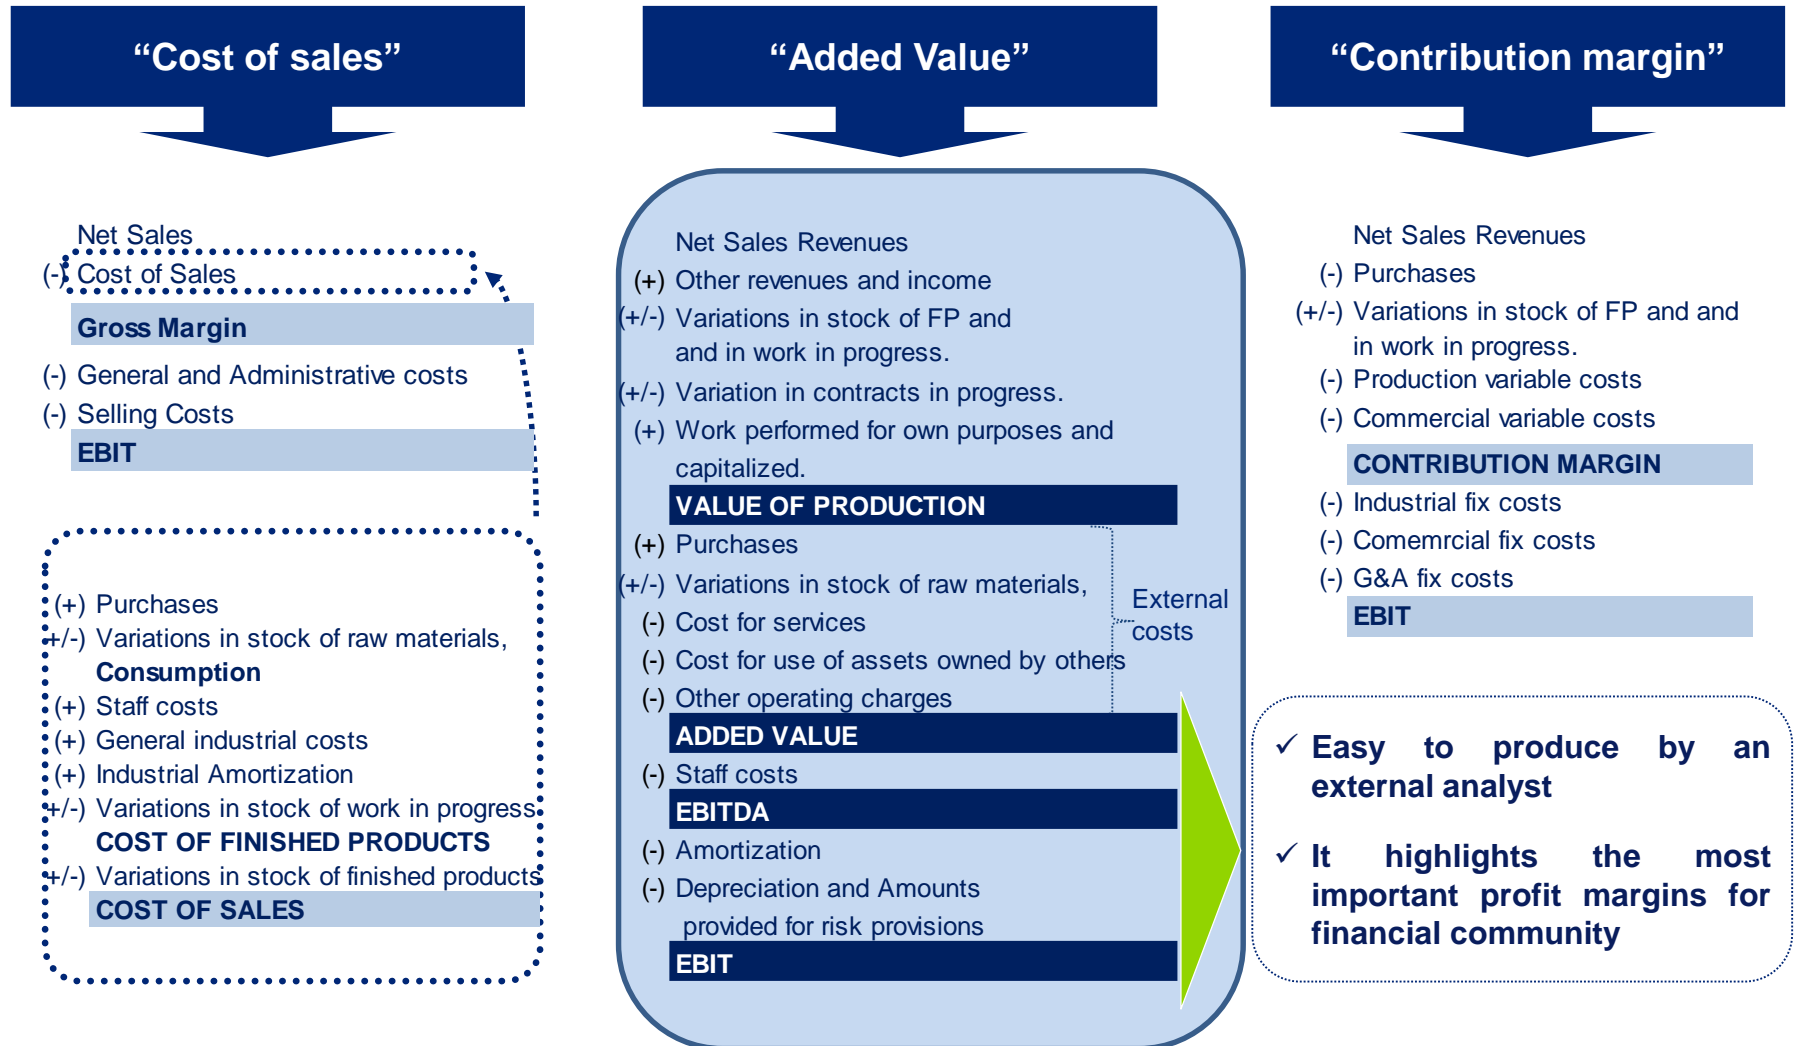 “Cost of sales”
Net Sales
(-) Cost of Sales
Gross Margin
(-) General and Administrative costs
(-) Selling Costs
EBIT
(+) Purchases
+/-) Variations in stock of raw materials,
Consumption
(+) Staff costs
(+) General industrial costs
(+) Industrial Amortization
+/-) Variations in stock of work in progress
COST OF FINISHED PRODUCTS
+/-) Variations in stock of finished products
COST OF SALES
“Added Value”
Net Sales Revenues
(+) Other revenues and income
(+/-) Variations in stock of FP and
and in work in progress.
(+/-) Variation in contracts in progress.
(+) Work performed for own purposes and
capitalized.
VALUE OF PRODUCTION
(+) Purchases
(+/-) Variations in stock of raw materials,
(-) Cost for services
(-) Cost for use of assets owned by others
(-) Other operating charges
External
costs
ADDED VALUE
(-) Staff costs
EBITDA
(-) Amortization
(-) Depreciation and Amounts
provided for risk provisions
EBIT
“Contribution margin”
Net Sales Revenues
(-) Purchases
(+/-) Variations in stock of FP and and
in work in progress.
(-) Production variable costs
(-) Commercial variable costs
CONTRIBUTION MARGIN
(-) Industrial fix costs
(-) Comemrcial fix costs
(-) G&A fix costs
EBIT
✓ Easy to produce by an
external analyst
✓ It highlights the most
important profit margins for
financial community